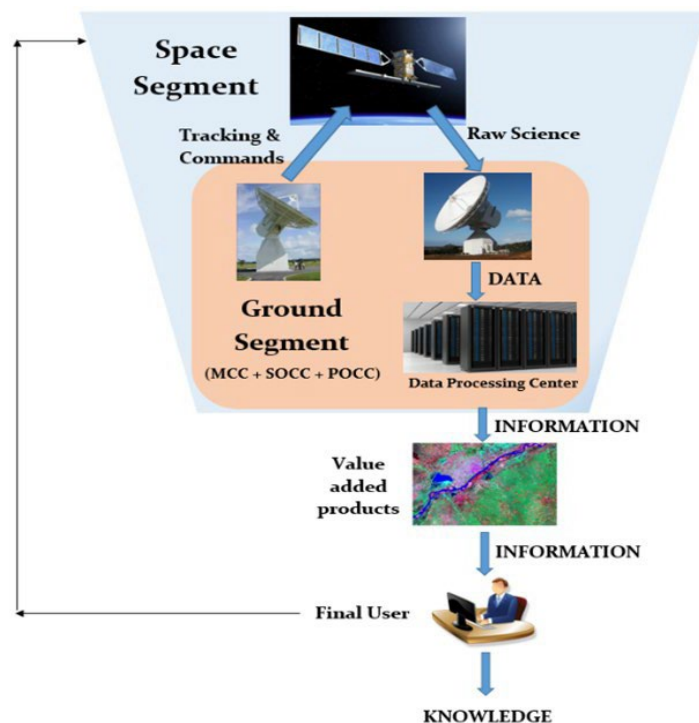 Space
Segment
Tracking &
Commands
Raw Science
DATA
Ground
Segment
(MCC + SOCC + POCC)
Data Processing Center
INFORMATION
Value
added
products
INFORMATION
Final User
KNOWLEDGE